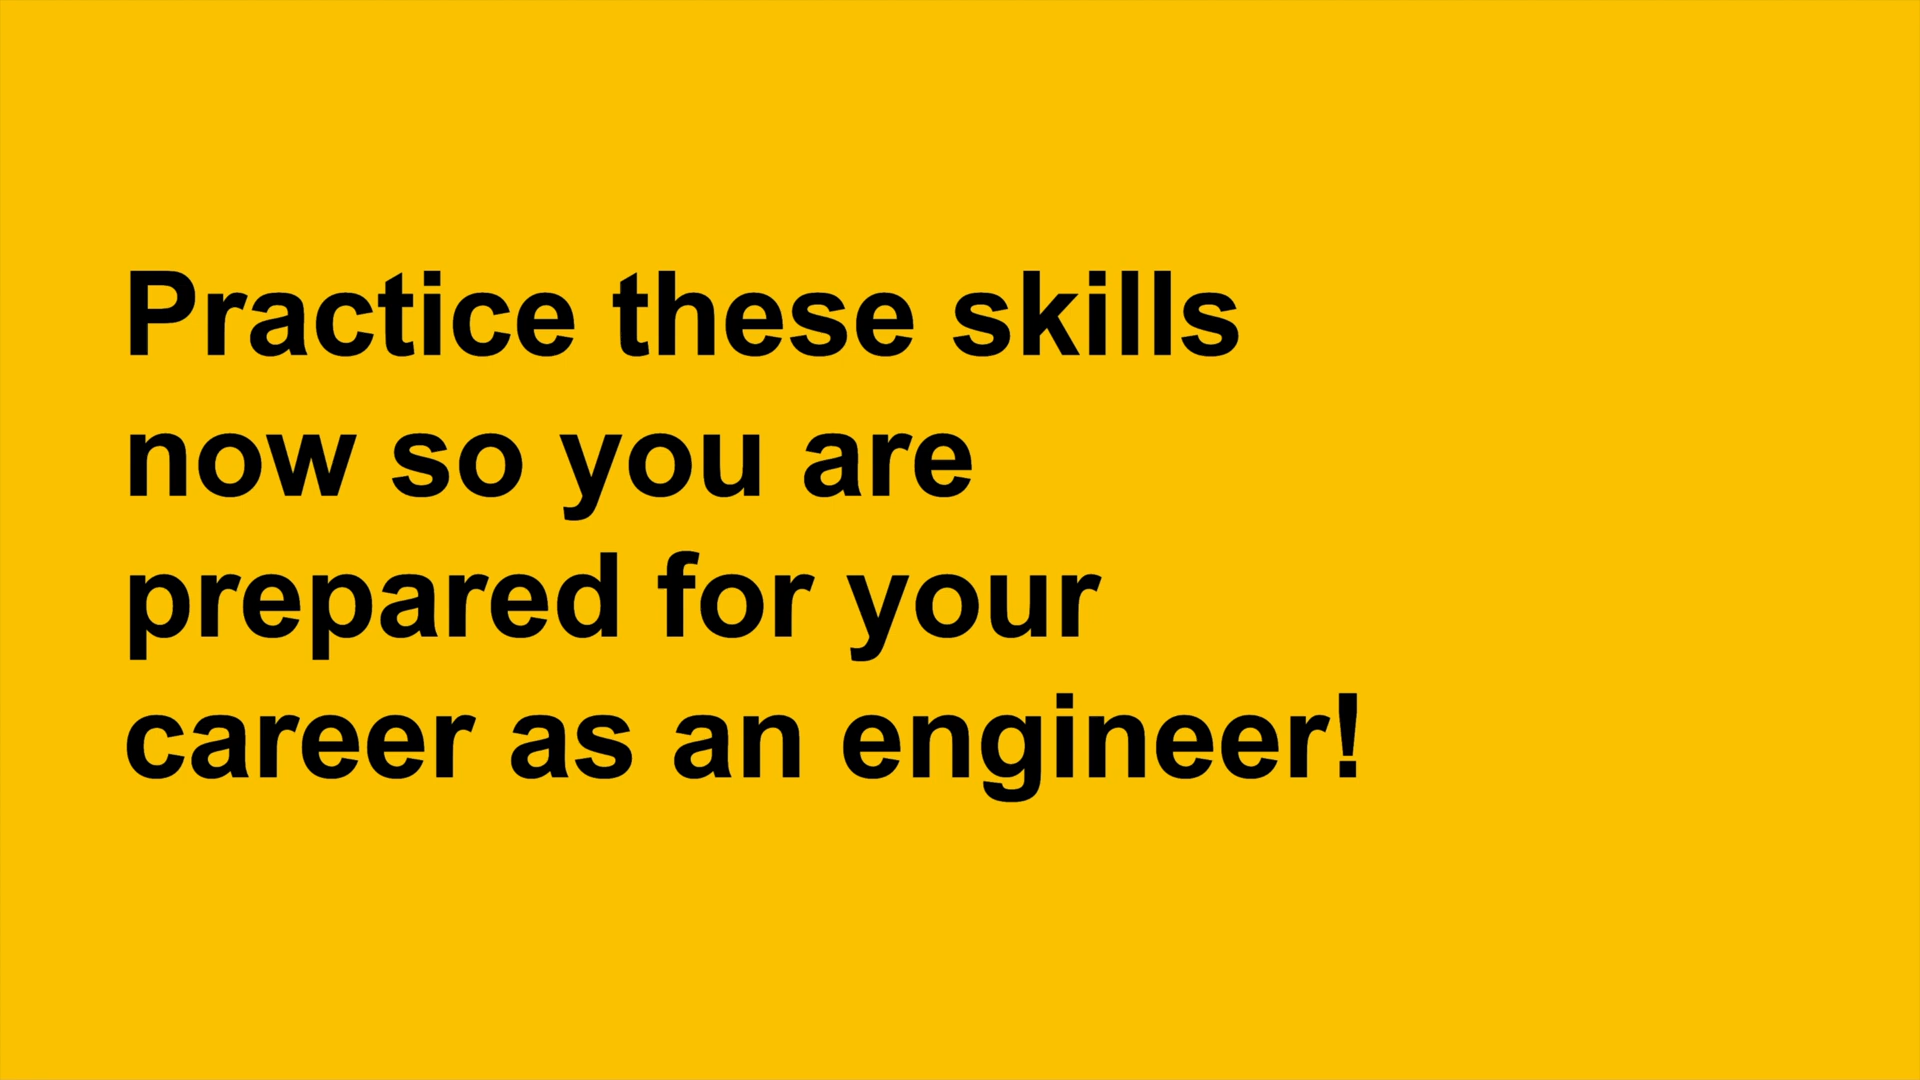 Practice these skills
now so you are
prepared for your
career as an engineer!